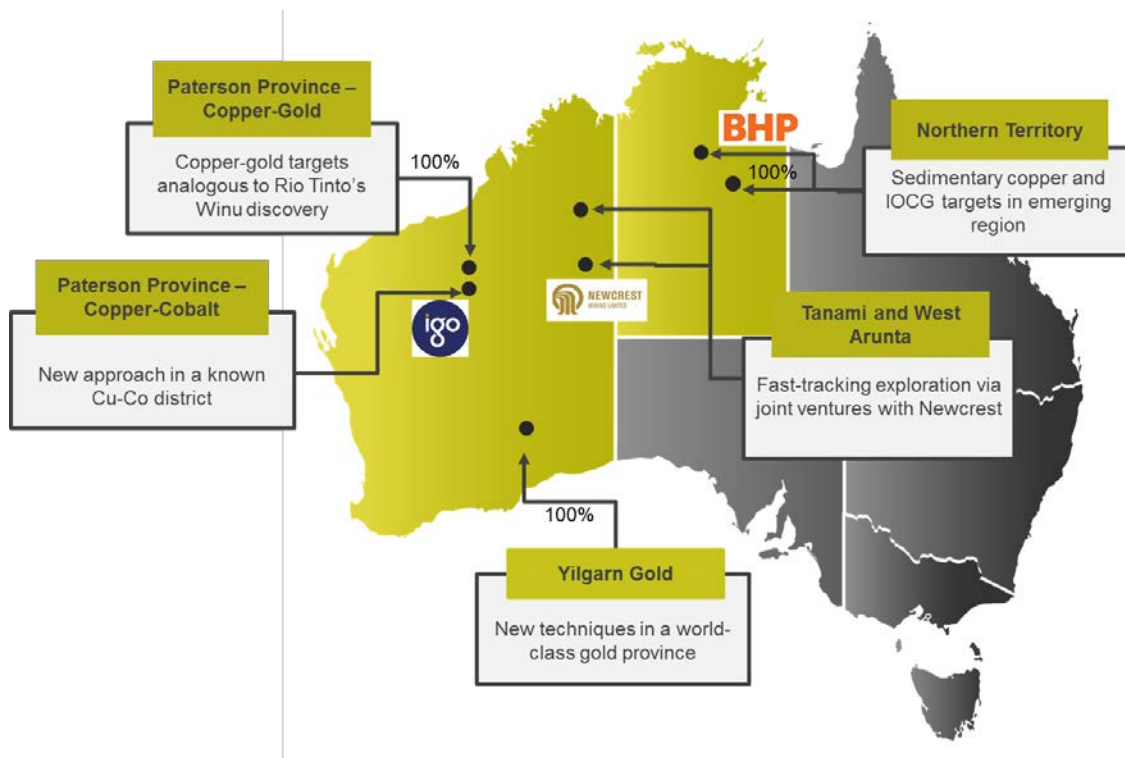 Paterson Province –
Copper-Gold
Copper-gold targets
analogous to Rio Tinto's
Winu discovery
100%
BHP
100%
Northern Territory
Sedimentary copper and
IOCG targets in emerging
region
Paterson Province –
Copper-Cobalt
New approach in a known
Cu-Co district
igo
NEWCREST
MINING LIMITED
Tanami and West
Arunta
Fast-tracking exploration via
joint ventures with Newcrest
100%
Yilgarn Gold
New techniques in a world-
class gold province